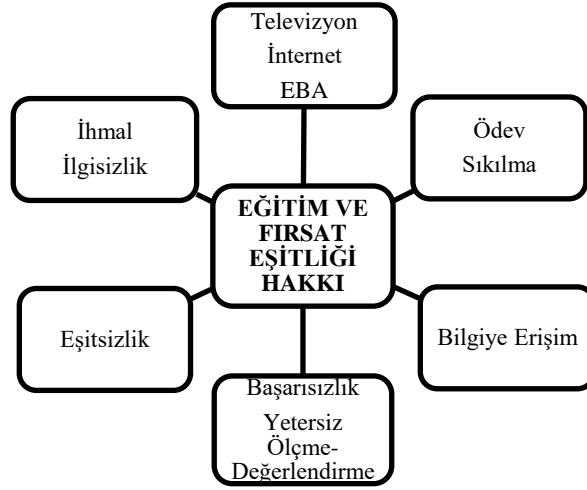 Televizyon
İnternet
EBA
İhmal
İlgisizlik
Ödev
Sıkılma
EĞİTİM VE
FIRSAT
EŞİTLİĞİ
HAKKI
Eşitsizlik
Bilgiye Erişim
Başarısızlık
Yetersiz
Ölçme-
Değerlendirme